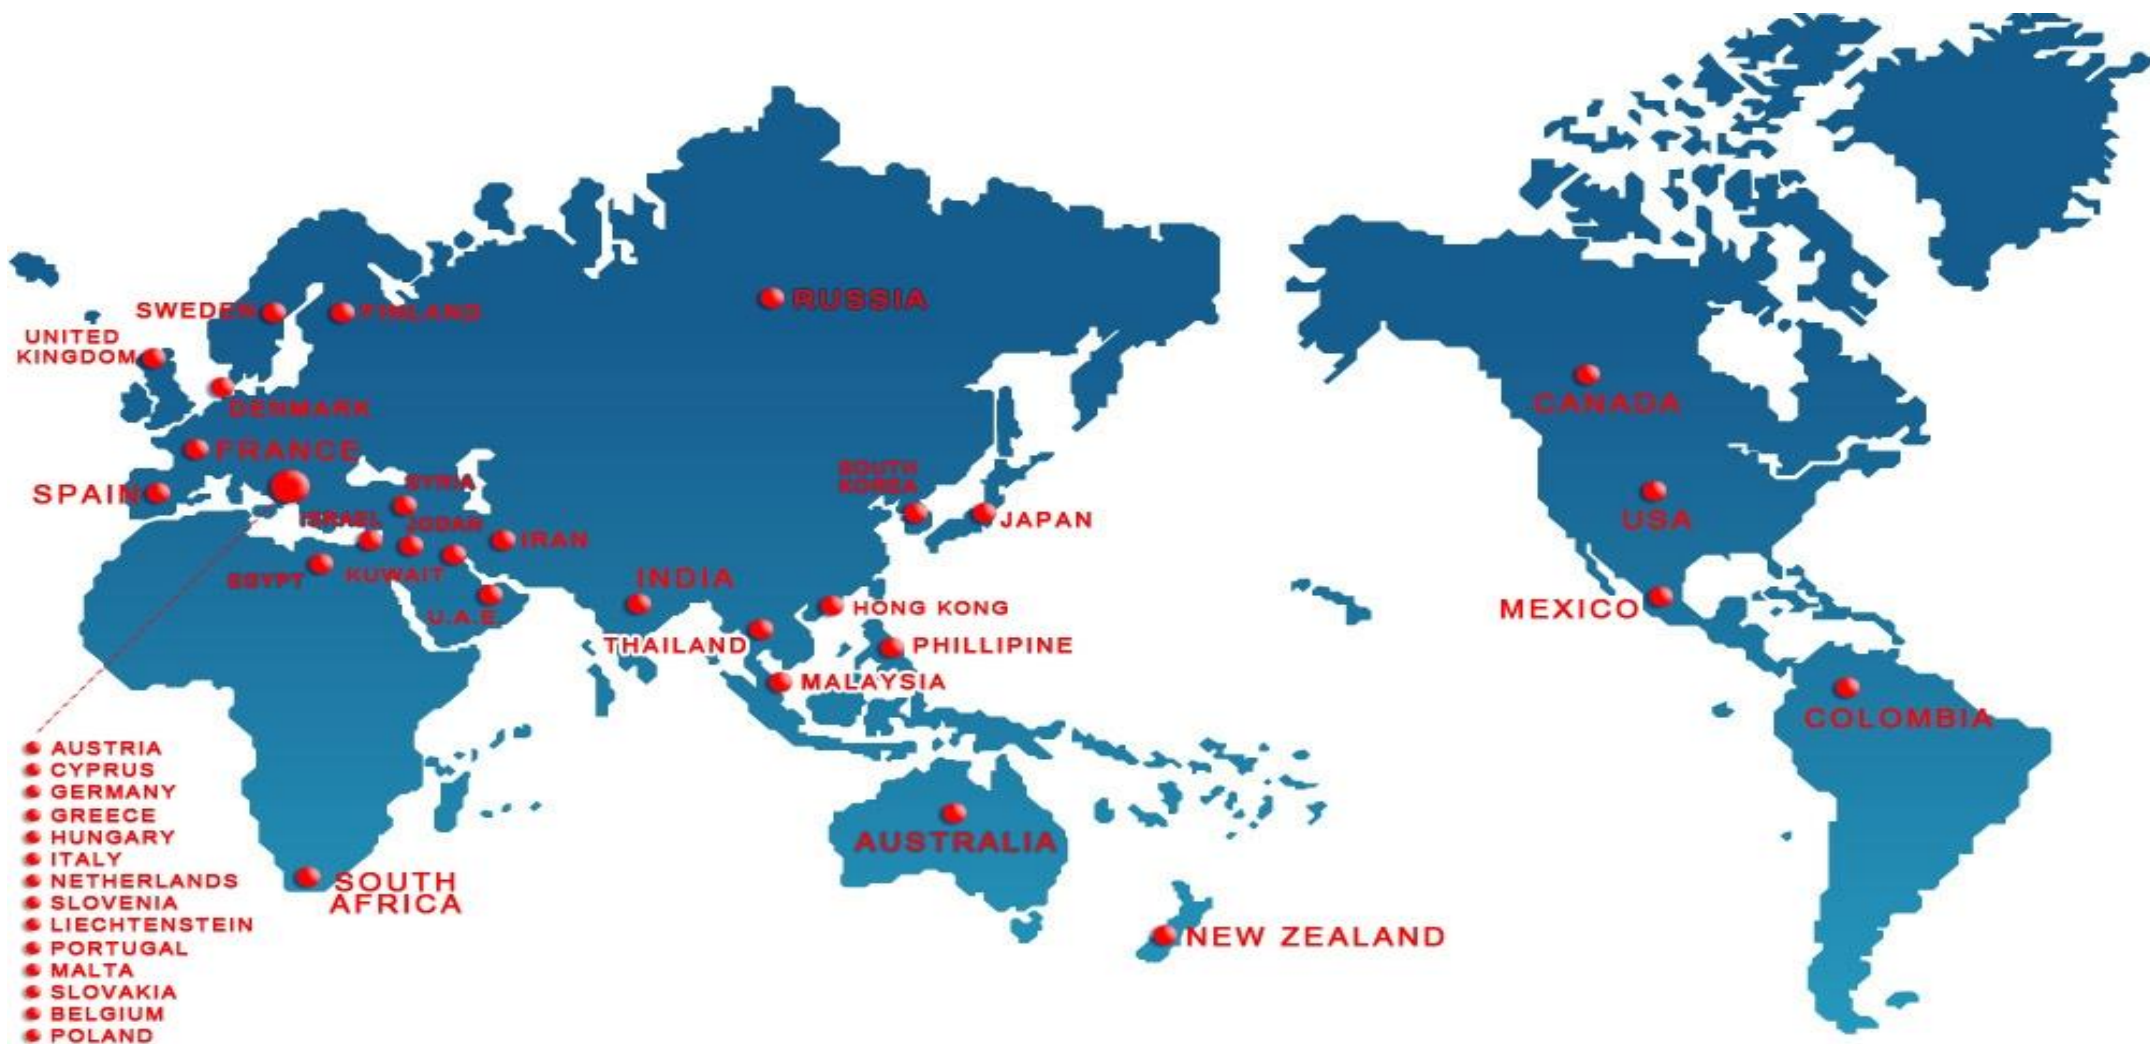 SWEDEN
FINLAND
RUSSIA
UNITED
KINGDOM
DENMARK
CANADA
FRANCE
SPAIN
SYRIA
SOUTH
KOREA
ISRAEL
JODAN
JAPAN
USA
IRAN
EGYPT
KUWAIT
INDIA
U.A.E.
HONG KONG
MEXICO
THAILAND
PHILLIPINE
MALAYSIA
COLOMBIA
AUSTRALIA
SOUTH
AFRICA
NEW ZEALAND
AUSTRIA
CYPRUS
GERMANY
GREECE
HUNGARY
ITALY
NETHERLANDS
SLOVENIA
LIECHTENSTEIN
PORTUGAL
MALTA
SLOVAKIA
BELGIUM
POLAND